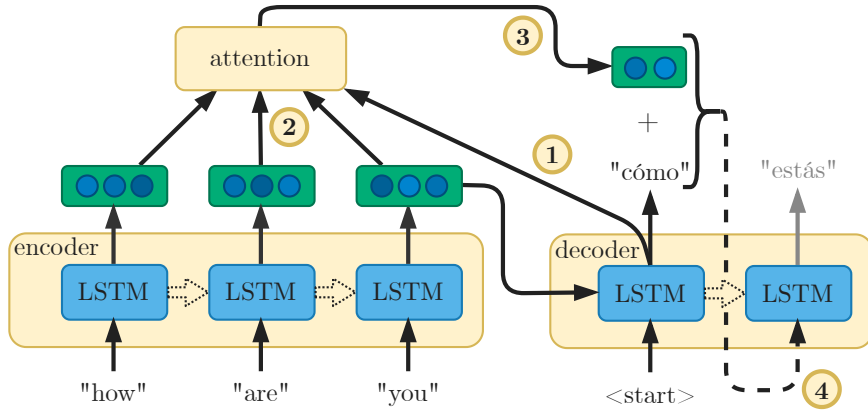 attention
3
2
+
1
"cómo"
"estás"
encoder
decoder
LSTM
LSTM
LSTM
LSTM
LSTM
"how"
"are"
"you"
<start>
4